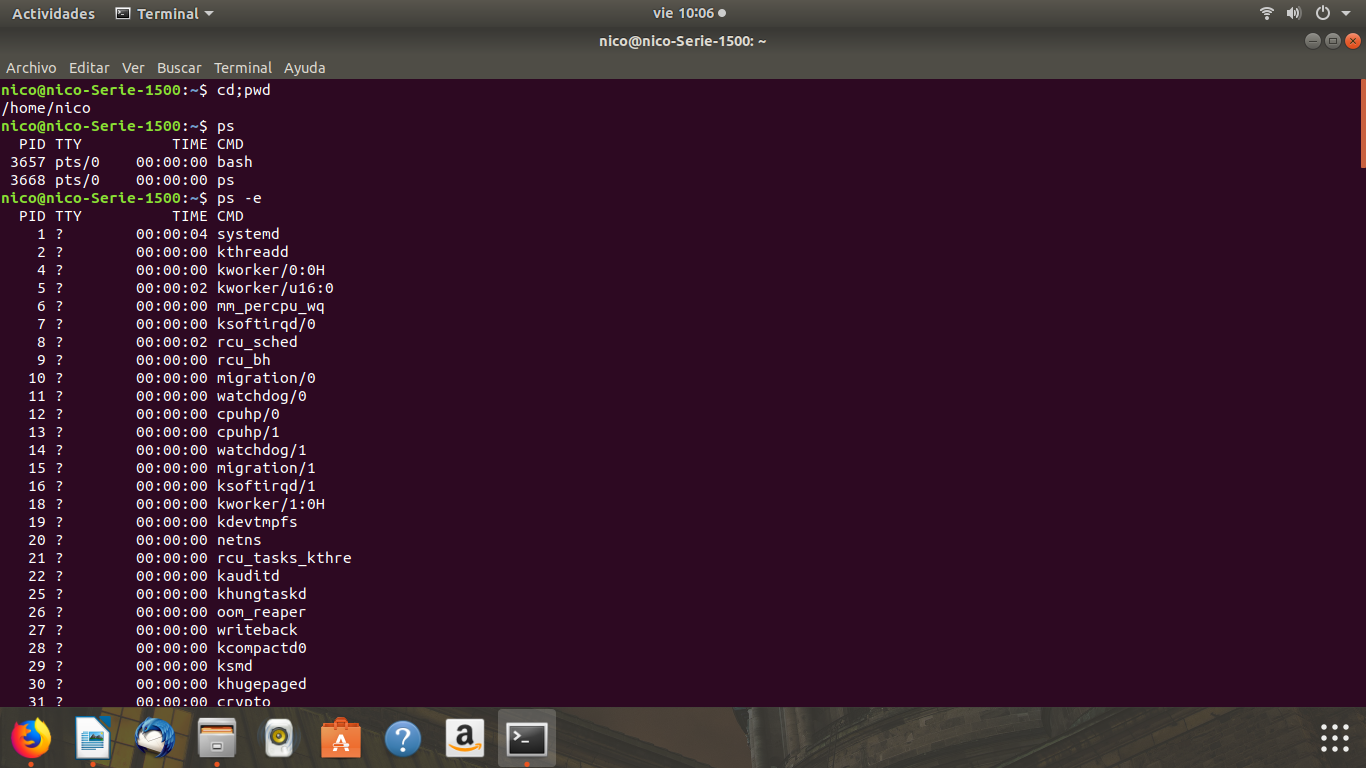 Actividades Terminal vie 10:06
nico@nico-Serie-1500: ~
Archivo Editar Ver Buscar Terminal Ayuda
nico@nico-Serie-1500:~$ cd;pwd
/home/nico
nico@nico-Serie-1500:~$ ps
  PID TTY          TIME CMD
 3657 pts/0    00:00:00 bash
 3668 pts/0    00:00:00 ps
nico@nico-Serie-1500:~$ ps -e
  PID TTY          TIME CMD
    1 ?        00:00:04 systemd
    2 ?        00:00:00 kthreadd
    4 ?        00:00:00 kworker/0:0H
    5 ?        00:00:02 kworker/u16:0
    6 ?        00:00:00 mm_percpu_wq
    7 ?        00:00:00 ksoftirqd/0
    8 ?        00:00:02 rcu_sched
    9 ?        00:00:00 rcu_bh
   10 ?        00:00:00 migration/0
   11 ?        00:00:00 watchdog/0
   12 ?        00:00:00 cpuhp/0
   13 ?        00:00:00 cpuhp/1
   14 ?        00:00:00 watchdog/1
   15 ?        00:00:00 migration/1
   16 ?        00:00:00 ksoftirqd/1
   18 ?        00:00:00 kworker/1:0H
   19 ?        00:00:00 kdevtmpfs
   20 ?        00:00:00 netns
   21 ?        00:00:00 rcu_tasks_kthre
   22 ?        00:00:00 kauditd
   25 ?        00:00:00 khungtaskd
   26 ?        00:00:00 oom_reaper
   27 ?        00:00:00 writeback
   28 ?        00:00:00 kcompactd0
   29 ?        00:00:00 ksmd
   30 ?        00:00:00 khugepaged
   31 ?        00:00:00 crypto